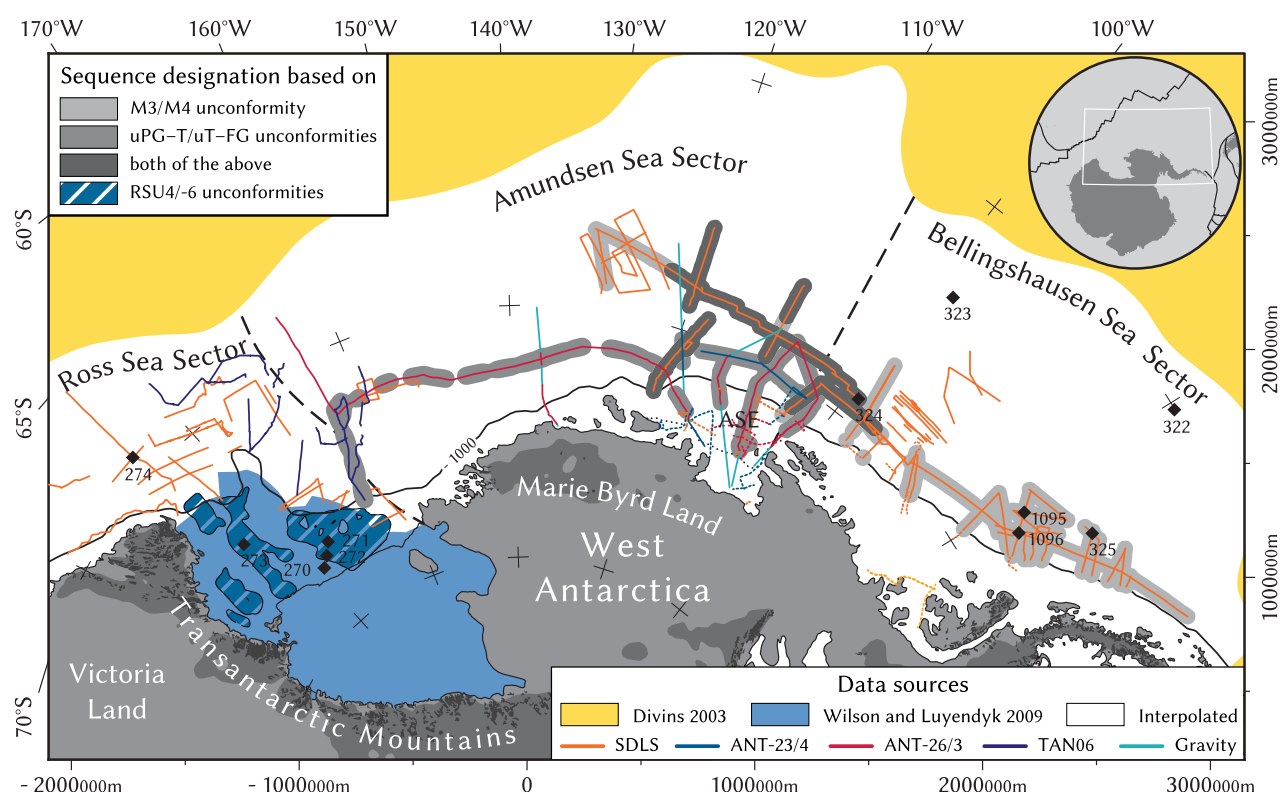 170°W 160°W 150°W 140°W 130°W 120°W 110°W 100°W
Sequence designation based on
M3/M4 unconformity
uPG–T/uT–FG unconformities
both of the above
RSU4/-6 unconformities
Amundsen Sea Sector
Bellingshausen Sea Sector
Ross Sea Sector
3000000m
2000000m
1000000m
60°S
65°S
70°S
323
322
324
ASE
274
- 1000
Marie Byrd Land
West
Antarctica
1095
1096
325
271
272
273
270
Transantarctic Mountains
Victoria
Land
Data sources
Divins 2003 Wilson and Luyendyk 2009 Interpolated
SDLS ANT-23/4 ANT-26/3 TAN06 Gravity
- 2000000m - 1000000m 0 1000000m 2000000m 3000000m